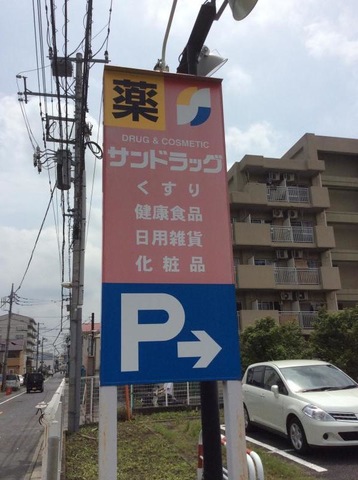 薬
DRUG & COSMETIC
サンドラッグ
くすり
健康食品
日用雑貨
化粧品
P